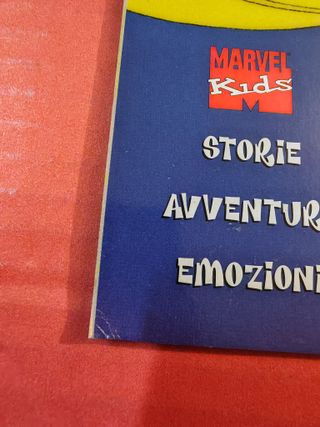 MARVEL
Kids
STORIE
AVVENTUR
EMOZIONI